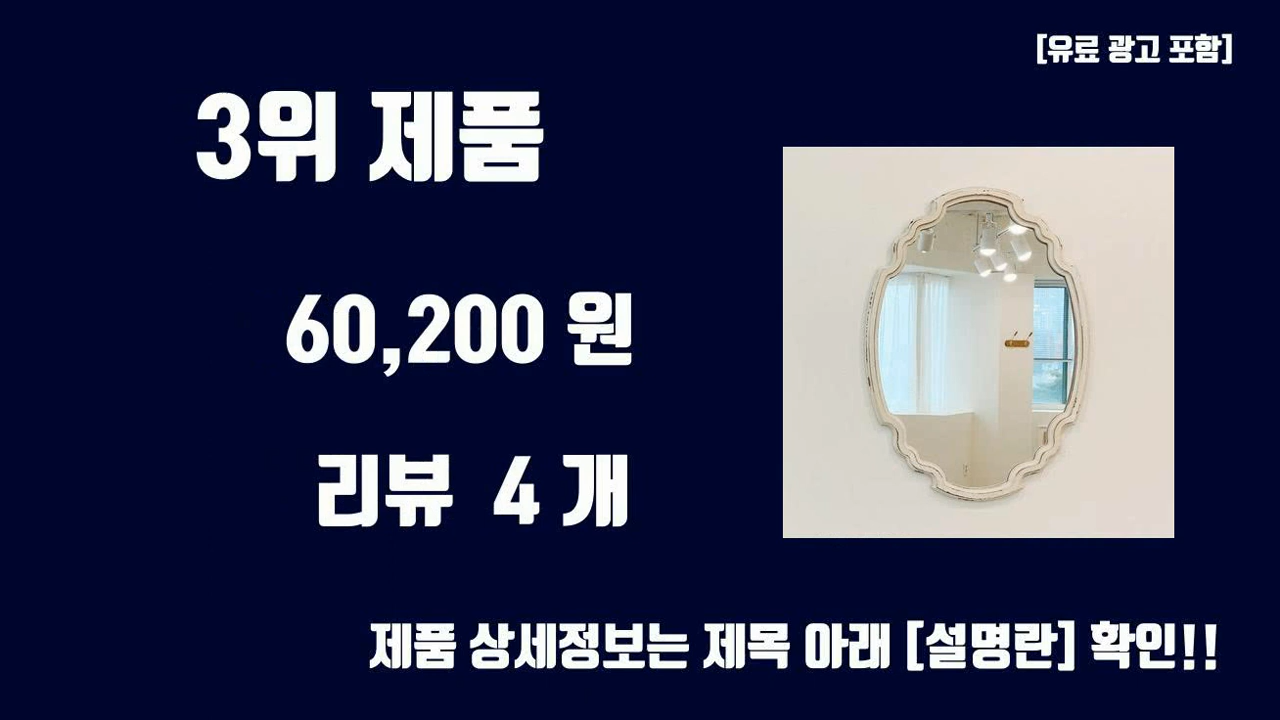 [유료 광고 포함]
3위 제품
60,200 원
리뷰 4 개
제품 상세정보는 제목 아래 [설명란] 확인!!